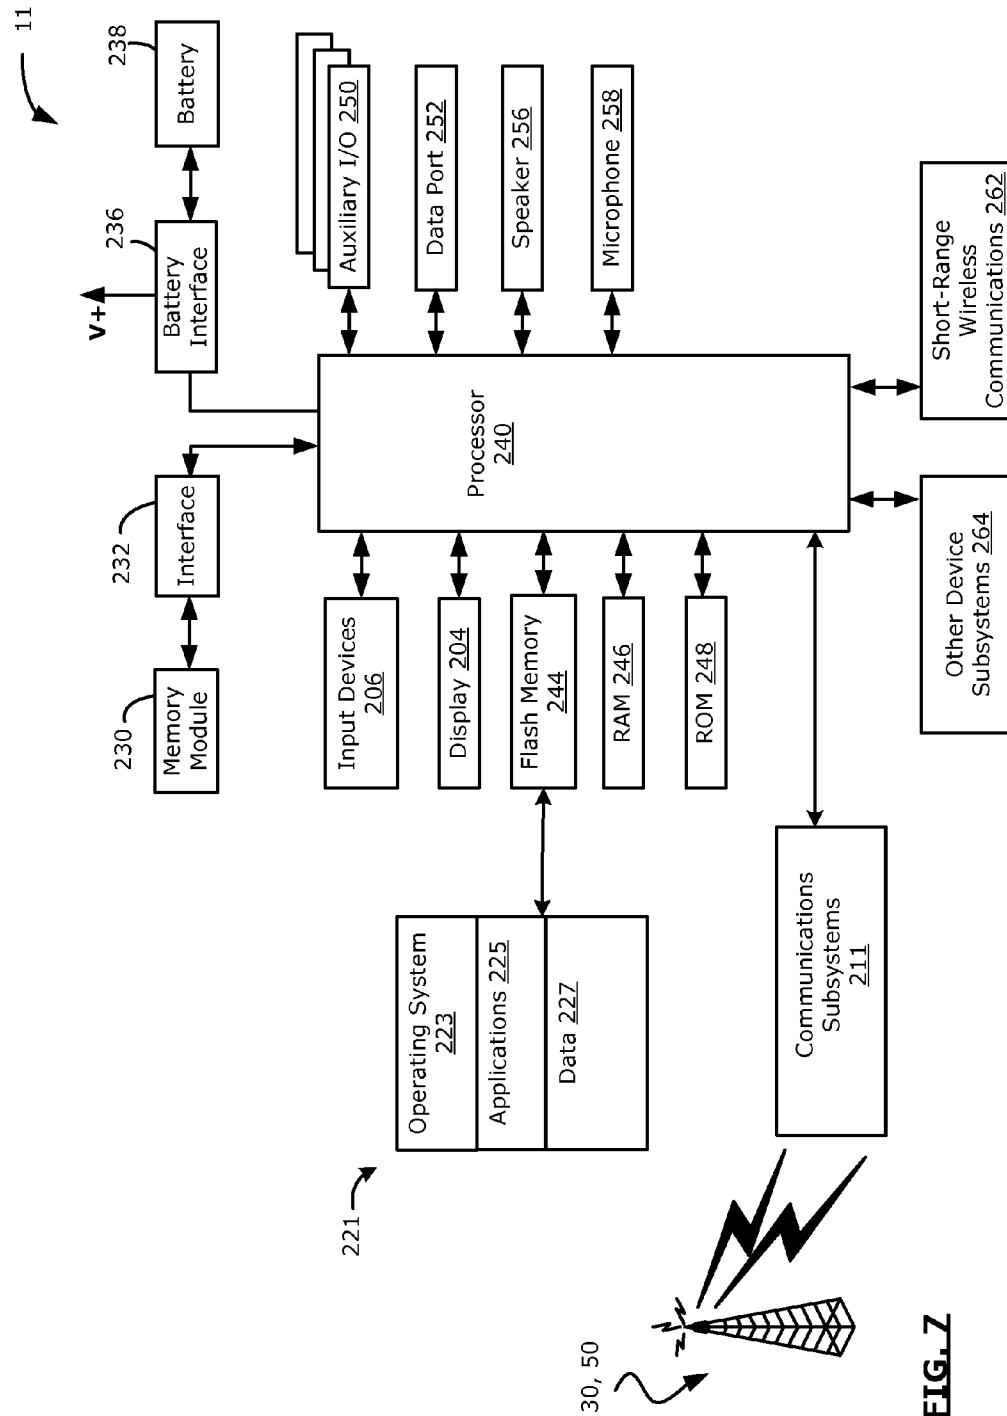 11
V+
230
232
236
238
Memory
Module
Interface
Battery
Interface
Battery
221
Operating System
223
Applications 225
Data 227
Input Devices
206
Display 204
Flash Memory
244
RAM 246
ROM 248
Processor
240
Auxiliary I/O 250
Data Port 252
Speaker 256
Microphone 258
30, 50
Communications
Subsystems
211
Other Device
Subsystems 264
Short-Range
Wireless
Communications 262
FIG. 7